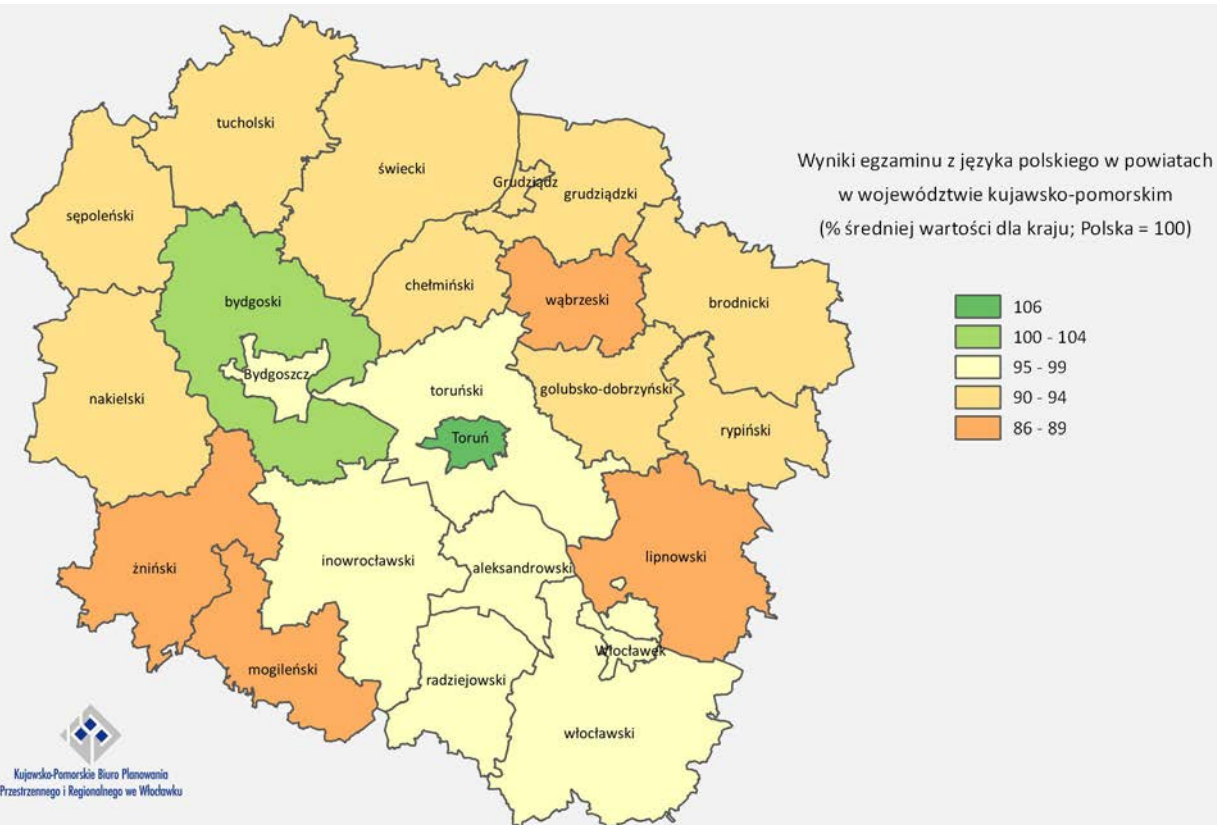 tucholski
świecki
Grudziądz
grudziądzki
sępoleński
bydgoski
chełmiński
wąbrzeski
brodnicki
Bydgoszcz
toruński
golubsko-dobrzyński
nakielski
Toruń
rypiński
żniński
inowrocławski
aleksandrowski
lipnowski
Włocławek
mogileński
radziejowski
włocławski
Wyniki egzaminu z języka polskiego w powiatach
w województwie kujawsko-pomorskim
(% średniej wartości dla kraju; Polska = 100)
106
100 - 104
95 - 99
90 - 94
86 - 89
Kujawsko-Pomorskie Biuro Planowania
Przestrzennego i Regionalnego we Włocławku